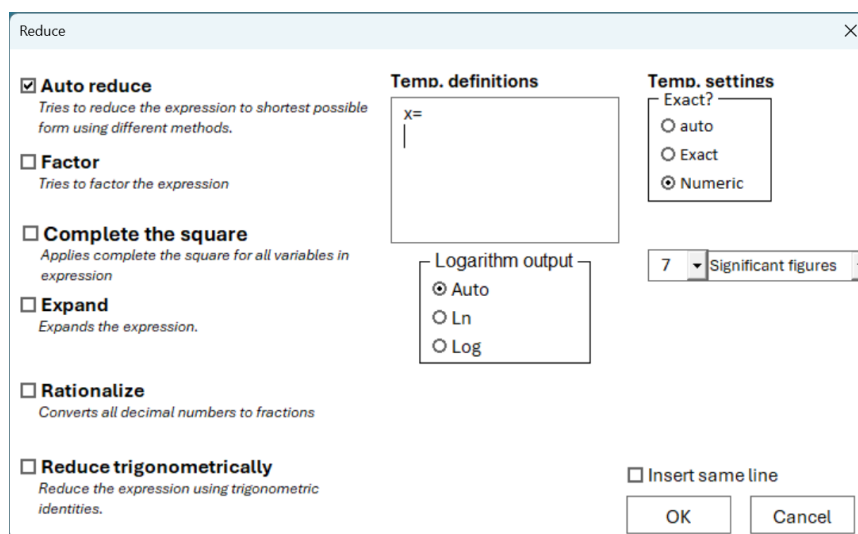 Reduce
Auto reduce
Tries to reduce the expression to shortest possible
form using different methods.
Factor
Tries to factor the expression
Complete the square
Applies complete the square for all variables in
expression
Expand
Expands the expression.
Rationalize
Converts all decimal numbers to fractions
Reduce trigonometrically
Reduce the expression using trigonometric
identities.
Temp. definitions
x=
Logarithm output
Auto
Ln
Log
Temp. settings
Exact?
auto
Exact
Numeric
7 Significant figures
Insert same line
OK Cancel